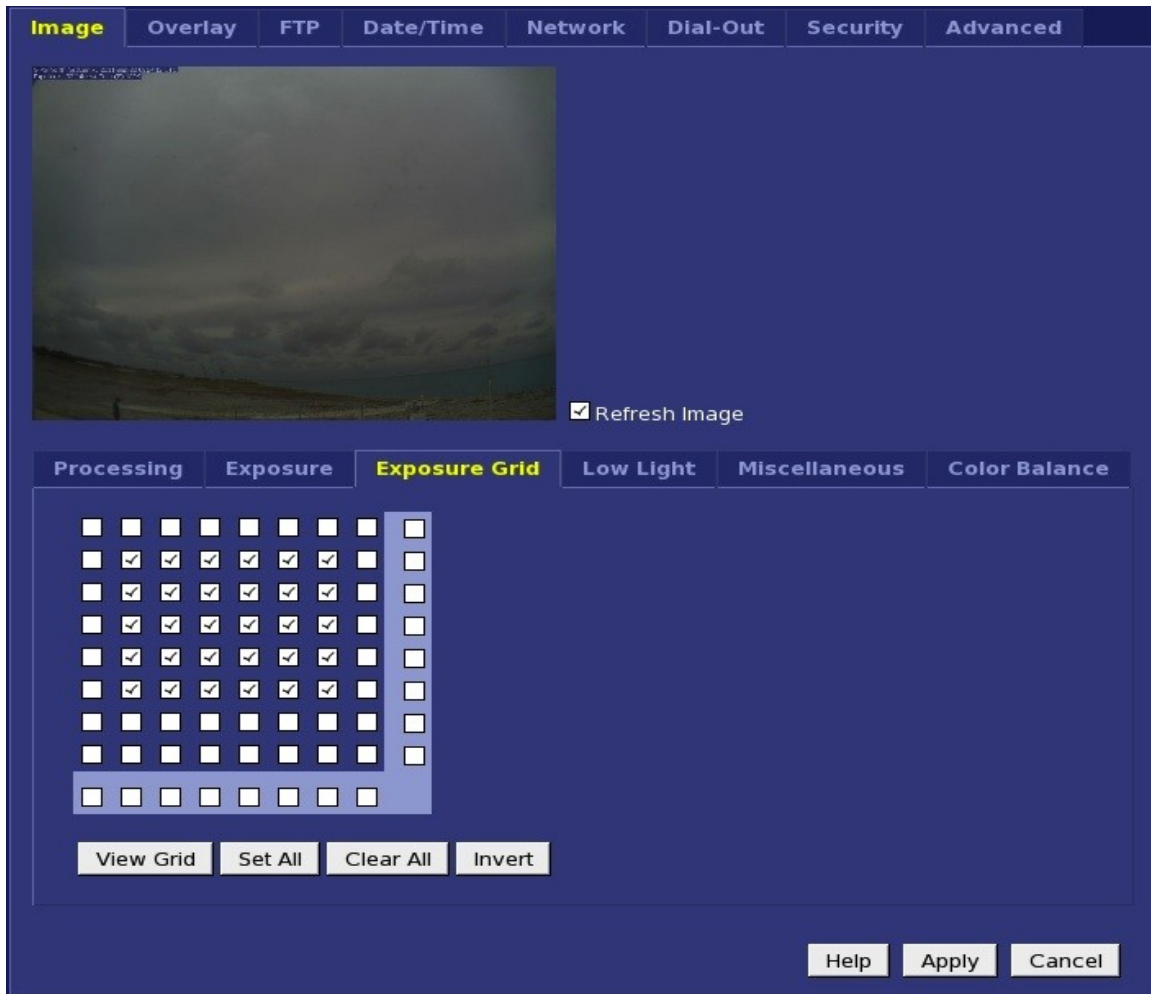 Image Overlay FTP Date/Time Network Dial-Out Security Advanced
Refresh Image
Processing Exposure Exposure Grid Low Light Miscellaneous Color Balance
View Grid Set All Clear All Invert
Help Apply Cancel